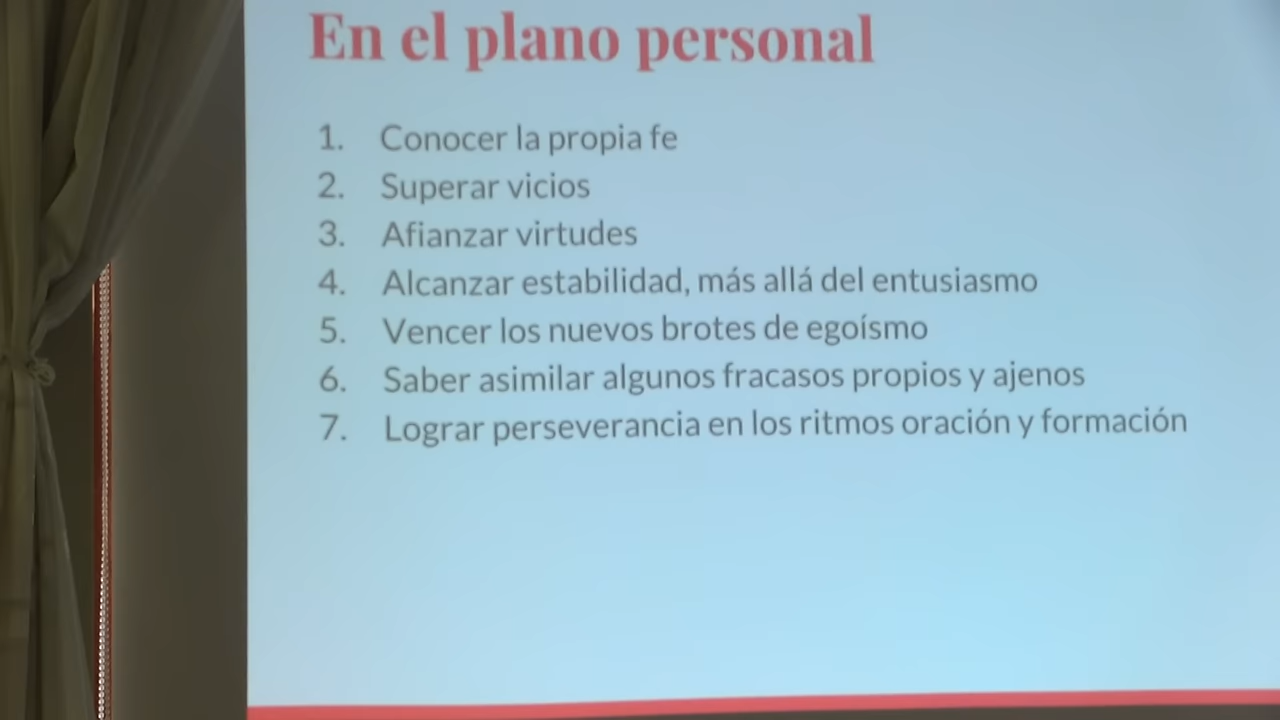 En el plano personal
1. Conocer la propia fe
2. Superar vicios
3. Afianzar virtudes
4. Alcanzar estabilidad, más allá del entusiasmo
5. Vencer los nuevos brotes de egoísmo
6. Saber asimilar algunos fracasos propios y ajenos
7. Lograr perseverancia en los ritmos oración y formación